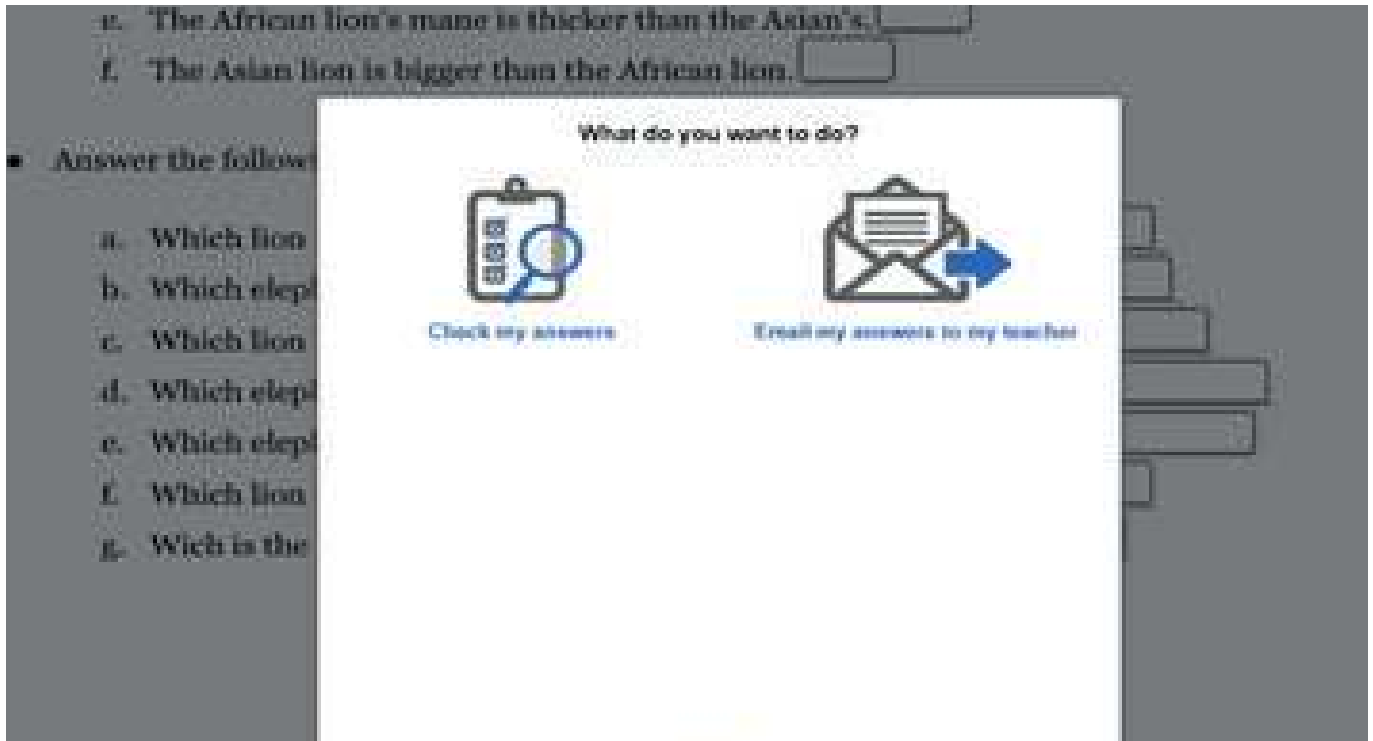 e. The African lion's mane is thicker than the Asian's.
f. The Asian lion is bigger than the African lion.
What do you want to do?
• Answer the follow
Check my answers
Email my answers to my teacher
a. Which lion
b. Which eleph
c. Which lion
d. Which eleph
e. Which eleph
f. Which lion
g. Wich is the